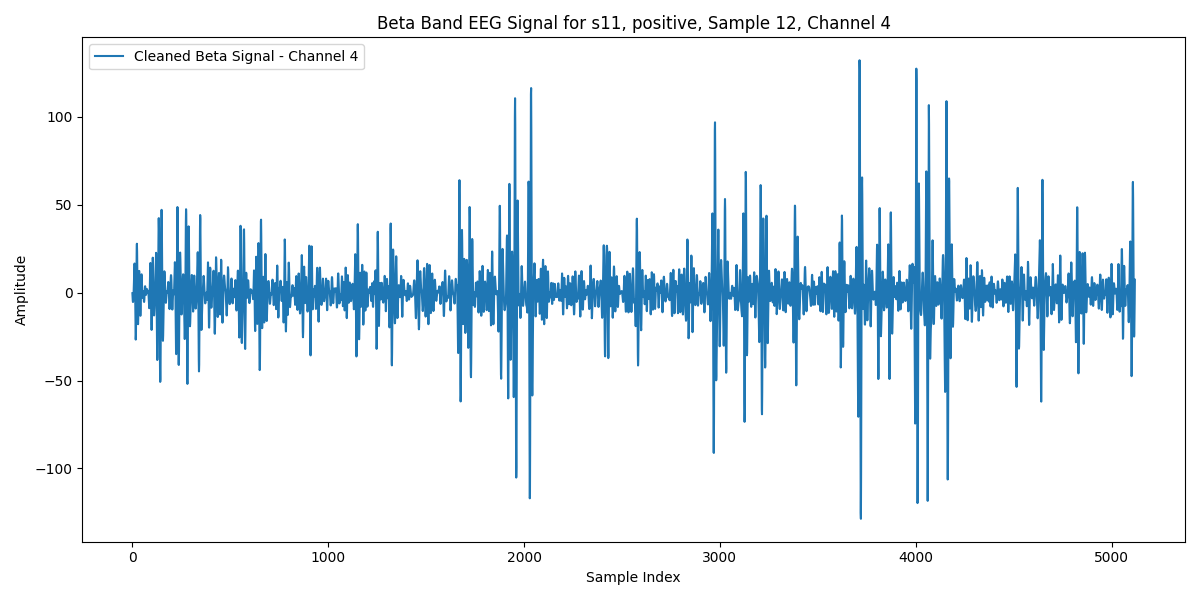 Beta Band EEG Signal for s11, positive, Sample 12, Channel 4
Cleaned Beta Signal - Channel 4
Amplitude
100
50
0
−50
−100
0 1000 2000 3000 4000 5000
Sample Index